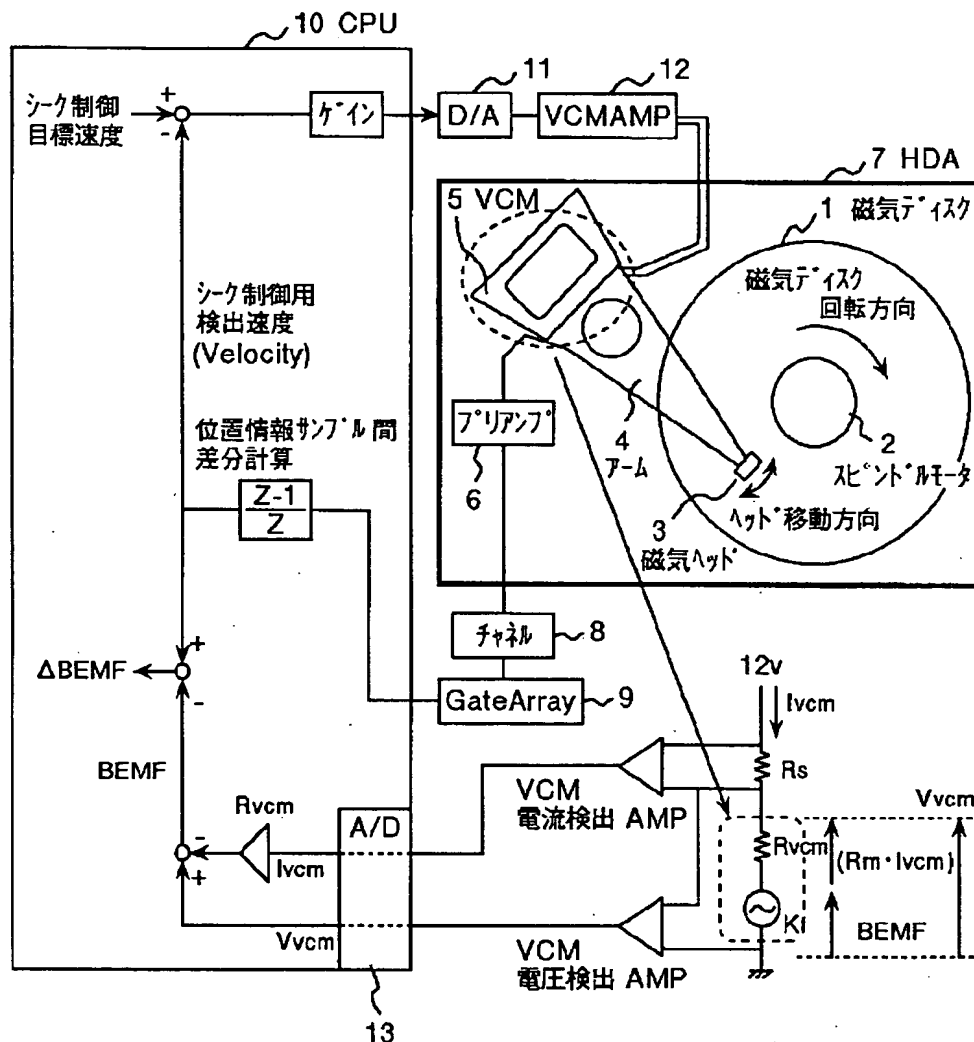 10 CPU
シーク制御
目標速度
+
-
ゲイン
11
D/A
12
VCMAMP
7 HDA
5 VCM
1 磁気ディスク
磁気ディスク
回転方向
シーク制御用
検出速度
(Velocity)
プリアンプ
6
4
アーム
2
スピンドルモータ
3
磁気ヘッド
ヘッド移動方向
位置情報サンプル間
差分計算
Z-1
Z
チャネル
8
GateArray
9
+
ΔBEMF
-
BEMF
12v
Ivcm
Rs
VCM
電流検出 AMP
Rvcm
A/D
-
+
Ivcm
Vvcm
Vvcm
Rvcm
(Rm・Ivcm)
Kf
BEMF
VCM
電圧検出 AMP
13